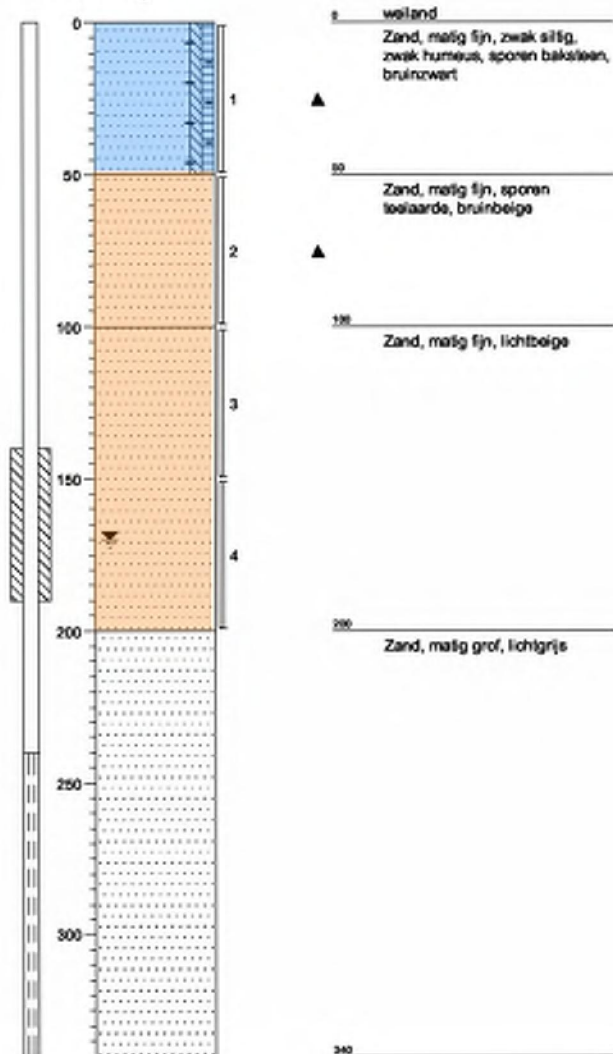 0
50
100
150
200
250
300
1
2
3
4
0
weiland
Zand, matig fijn, zwak siltig,
zwak humeus, sporen baksteen,
bruinzwart
50
Zand, matig fijn, sporen
teelaarde, bruinbeige
100
Zand, matig fijn, lichtbeige
200
Zand, matig grof, lichtgrijs
340